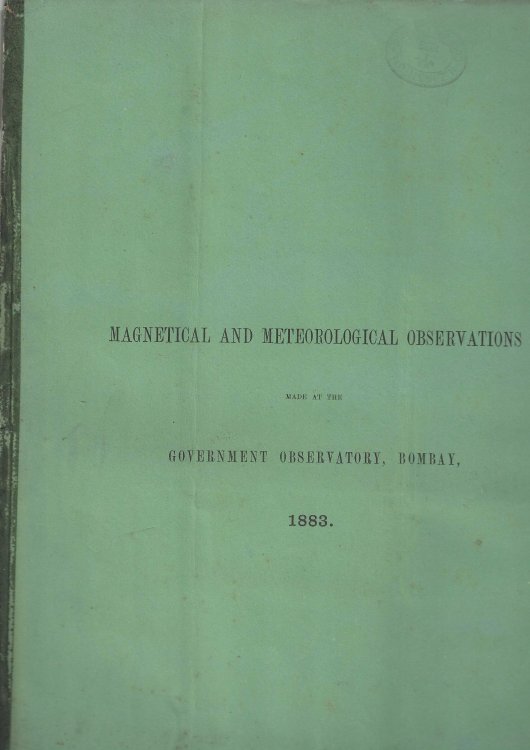 MAGNETICAL AND METEOROLOGICAL OBSERVATIONS
MADE AT THE
GOVERNMENT OBSERVATORY, BOMBAY,
1883.